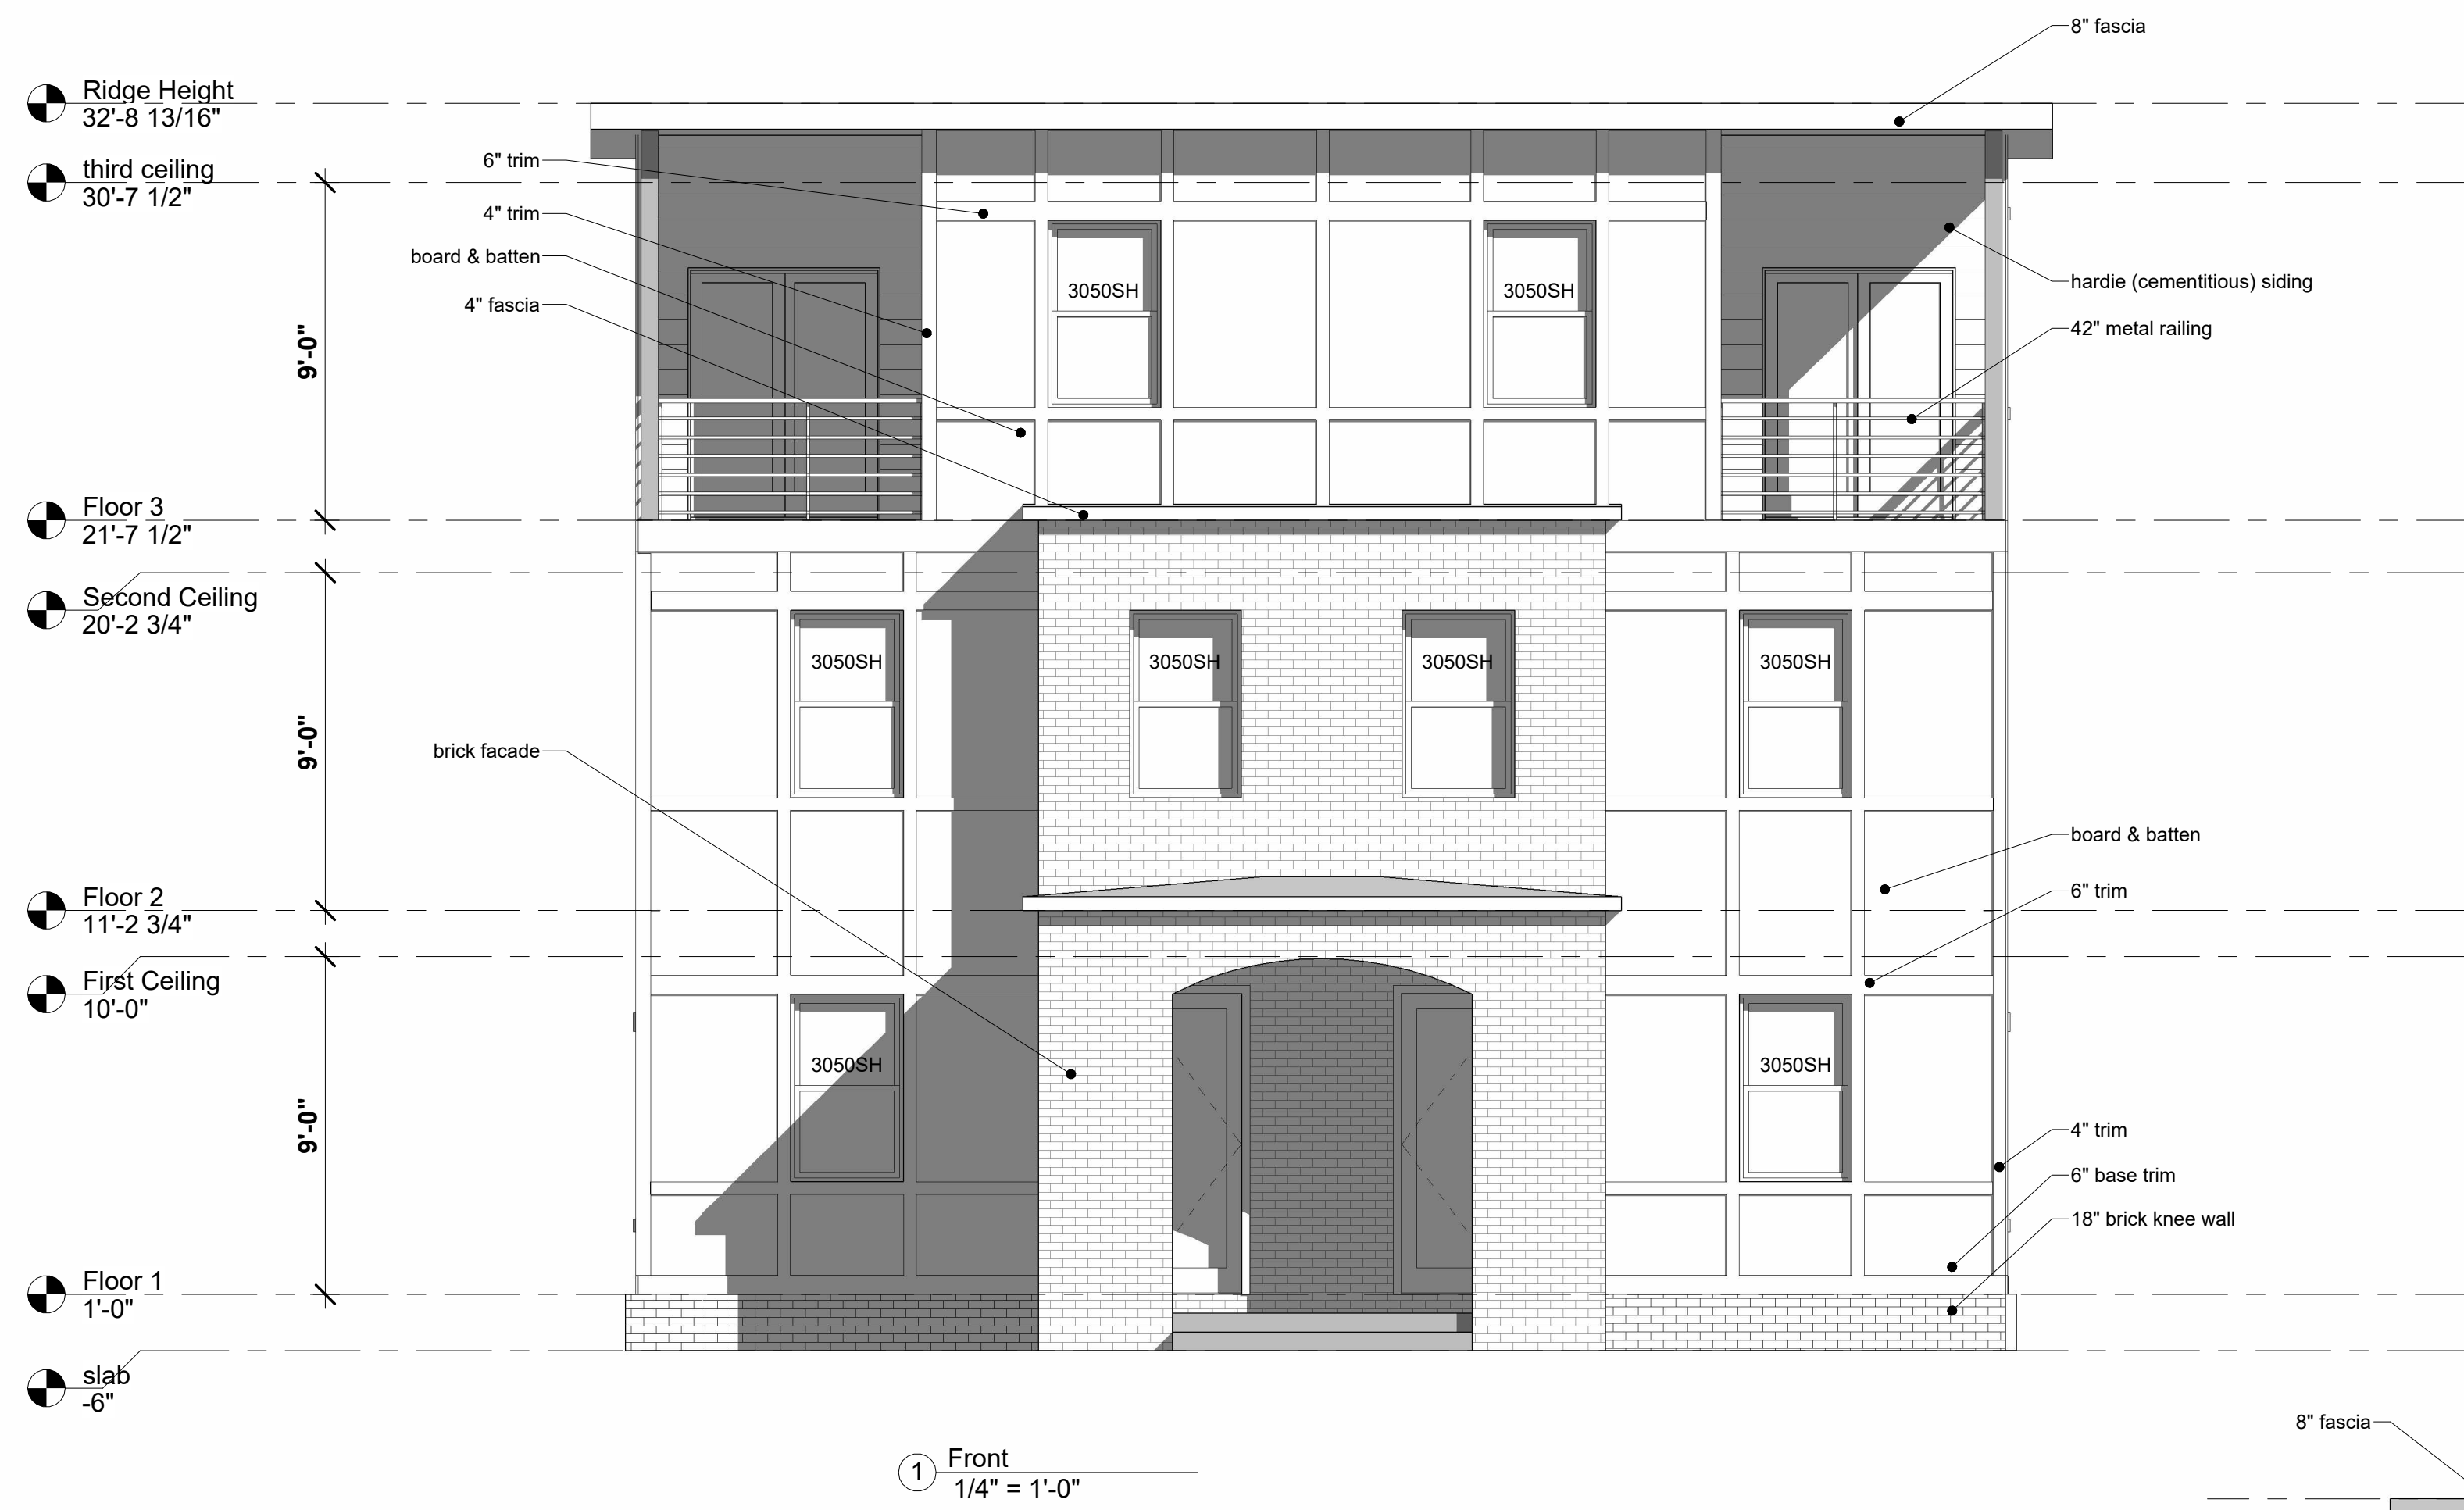 8" fascia
Ridge Height
32'-8 13/16"
third ceiling
30'-7 1/2"
6" trim
4" trim
board & batten
4" fascia
3050SH
3050SH
hardie (cementitious) siding
42" metal railing
9'-0"
Floor 3
21'-7 1/2"
Second Ceiling
20'-2 3/4"
3050SH
3050SH
3050SH
3050SH
9'-0"
brick facade
board & batten
6" trim
Floor 2
11'-2 3/4"
First Ceiling
10'-0"
3050SH
3050SH
9'-0"
4" trim
6" base trim
18" brick knee wall
Floor 1
1'-0"
slab
-6"
8" fascia
1
Front
1/4" = 1'-0"